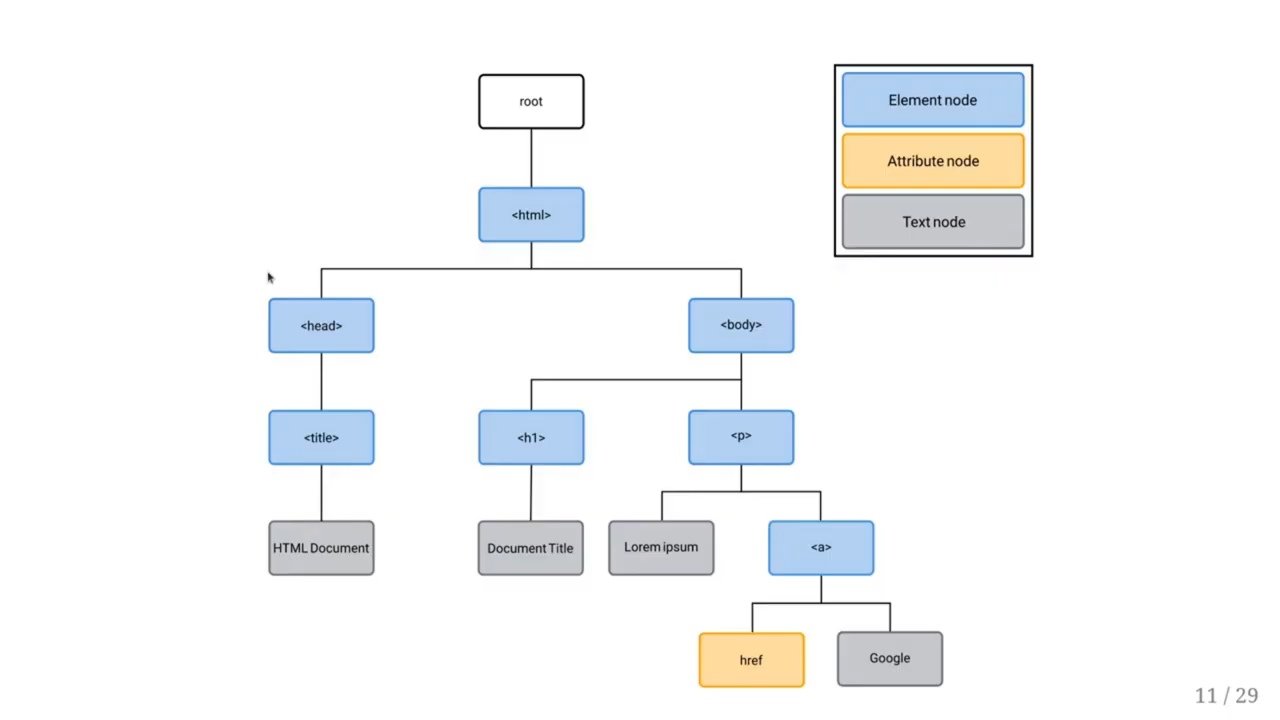 root
Element node
Attribute node
Text node
<html>
<head>
<body>
<title>
<h1>
<p>
HTML Document
Document Title
Lorem ipsum
<a>
href
Google
11 / 29